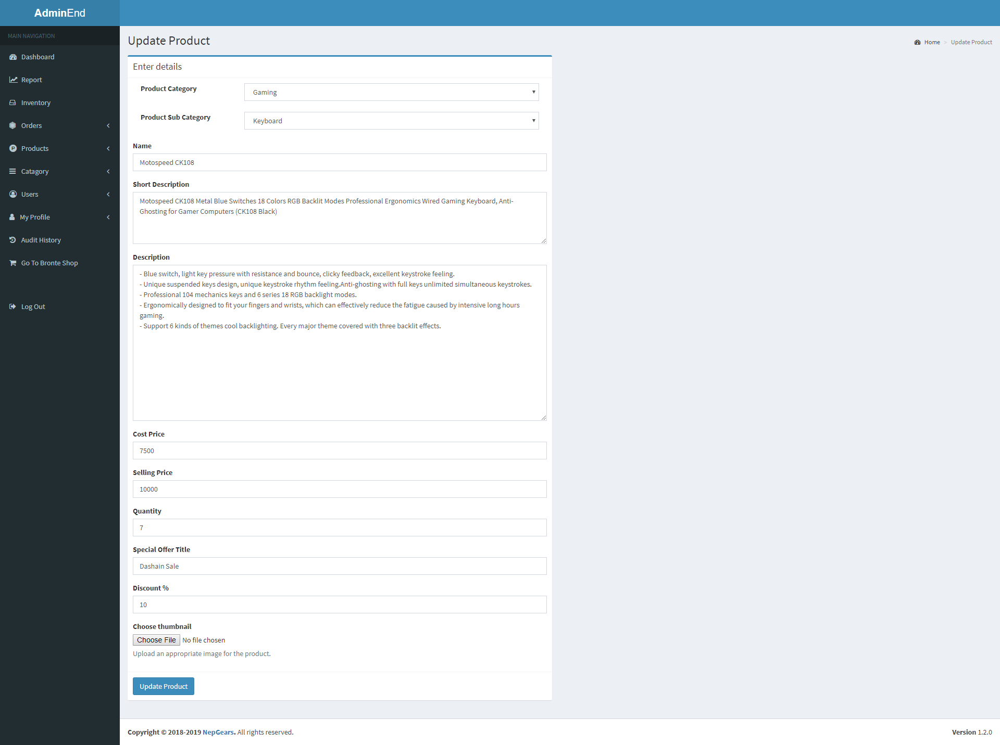 AdminEnd
MAIN NAVIGATION
Dashboard
Report
Inventory
Orders
Products
Catagory
Users
My Profile
Audit History
Go To Bronte Shop
Log Out
Update Product
Home > Update Product
Enter details
Product Category
Gaming
Product Sub Category
Keyboard
Name
Motospeed CK108
Short Description
Motospeed CK108 Metal Blue Switches 18 Colors RGB Backlit Modes Professional Ergonomics Wired Gaming Keyboard, Anti-
Ghosting for Gamer Computers (CK108 Black)
Description
- Blue switch, light key pressure with resistance and bounce, clicky feedback, excellent keystroke feeling.
- Unique suspended keys design, unique keystroke rhythm feeling.Anti-ghosting with full keys unlimited simultaneous keystrokes.
- Professional 104 mechanics keys and 6 series 18 RGB backlight modes.
- Ergonomically designed to fit your fingers and wrists, which can effectively reduce the fatigue caused by intensive long hours
gaming.
- Support 6 kinds of themes cool backlighting. Every major theme covered with three backlit effects.
Cost Price
7500
Selling Price
10000
Quantity
7
Special Offer Title
Dashain Sale
Discount %
10
Choose thumbnail
Choose File No file chosen
Upload an appropriate image for the product.
Update Product
Copyright © 2018-2019 NepGears. All rights reserved.
Version 1.2.0